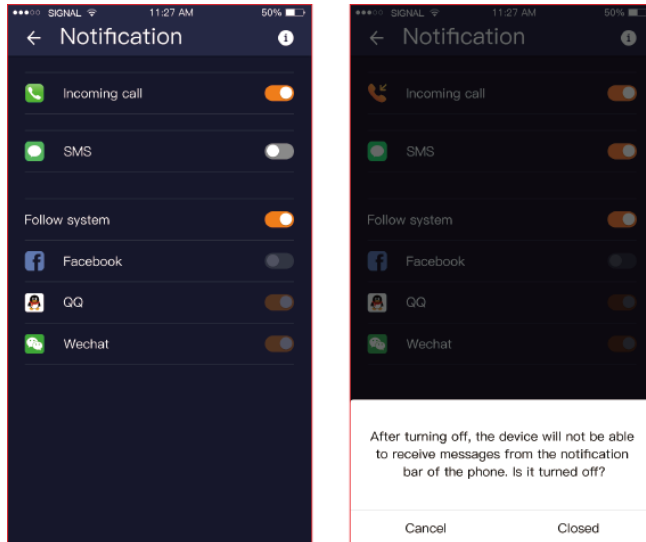 SIGNAL 11:27 AM 50%
Notification
Incoming call
SMS
Follow system
Facebook
QQ
Wechat
SIGNAL 11:27 AM 50%
Notification
Incoming call
SMS
Follow system
Facebook
QQ
Wechat
After turning off, the device will not be able
to receive messages from the notification
bar of the phone. Is it turned off?
Cancel Closed